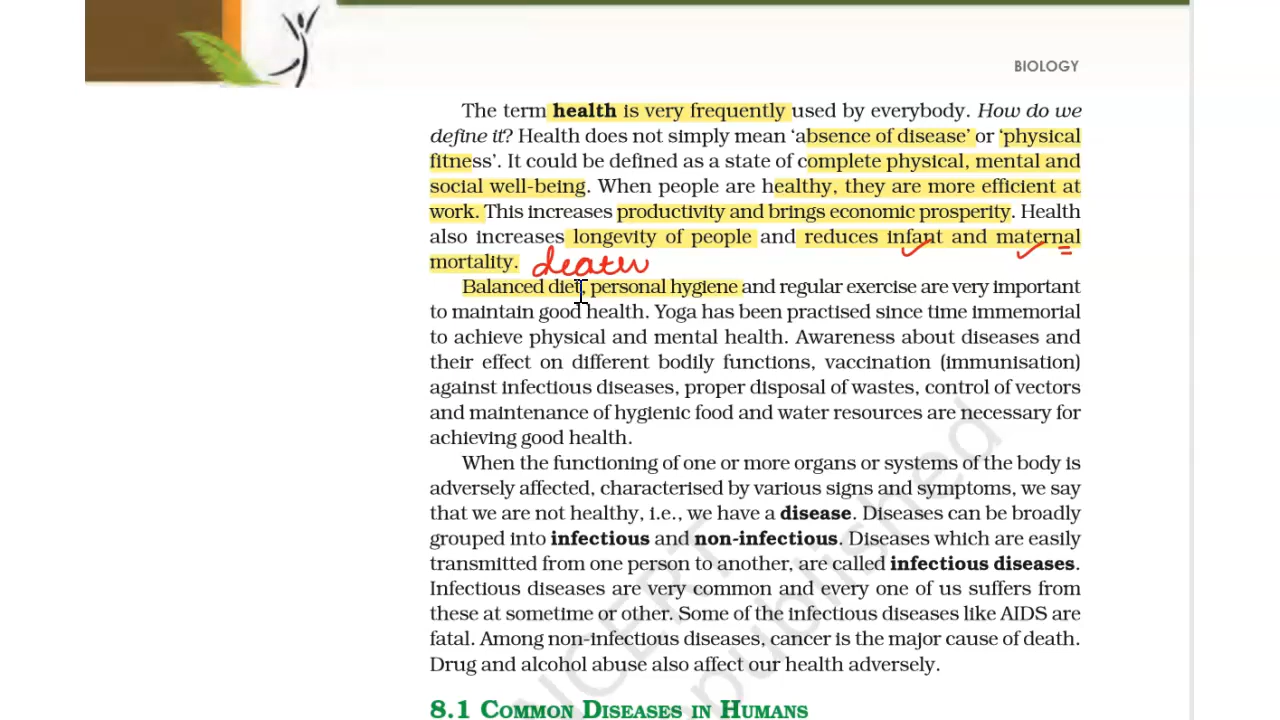 BIOLOGY
The term health is very frequently used by everybody. How do we
define it? Health does not simply mean ‘absence of disease’ or ‘physical
fitness’. It could be defined as a state of complete physical, mental and
social well-being. When people are healthy, they are more efficient at
work. This increases productivity and brings economic prosperity. Health
also increases longevity of people and reduces infant and maternal
mortality. death
Balanced diet, personal hygiene and regular exercise are very important
to maintain good health. Yoga has been practised since time immemorial
to achieve physical and mental health. Awareness about diseases and
their effect on different bodily functions, vaccination (immunisation)
against infectious diseases, proper disposal of wastes, control of vectors
and maintenance of hygienic food and water resources are necessary for
achieving good health.
When the functioning of one or more organs or systems of the body is
adversely affected, characterised by various signs and symptoms, we say
that we are not healthy, i.e., we have a disease. Diseases can be broadly
grouped into infectious and non-infectious. Diseases which are easily
transmitted from one person to another, are called infectious diseases.
Infectious diseases are very common and every one of us suffers from
these at sometime or other. Some of the infectious diseases like AIDS are
fatal. Among non-infectious diseases, cancer is the major cause of death.
Drug and alcohol abuse also affect our health adversely.
8.1 COMMON DISEASES IN HUMANS
NCERT
published